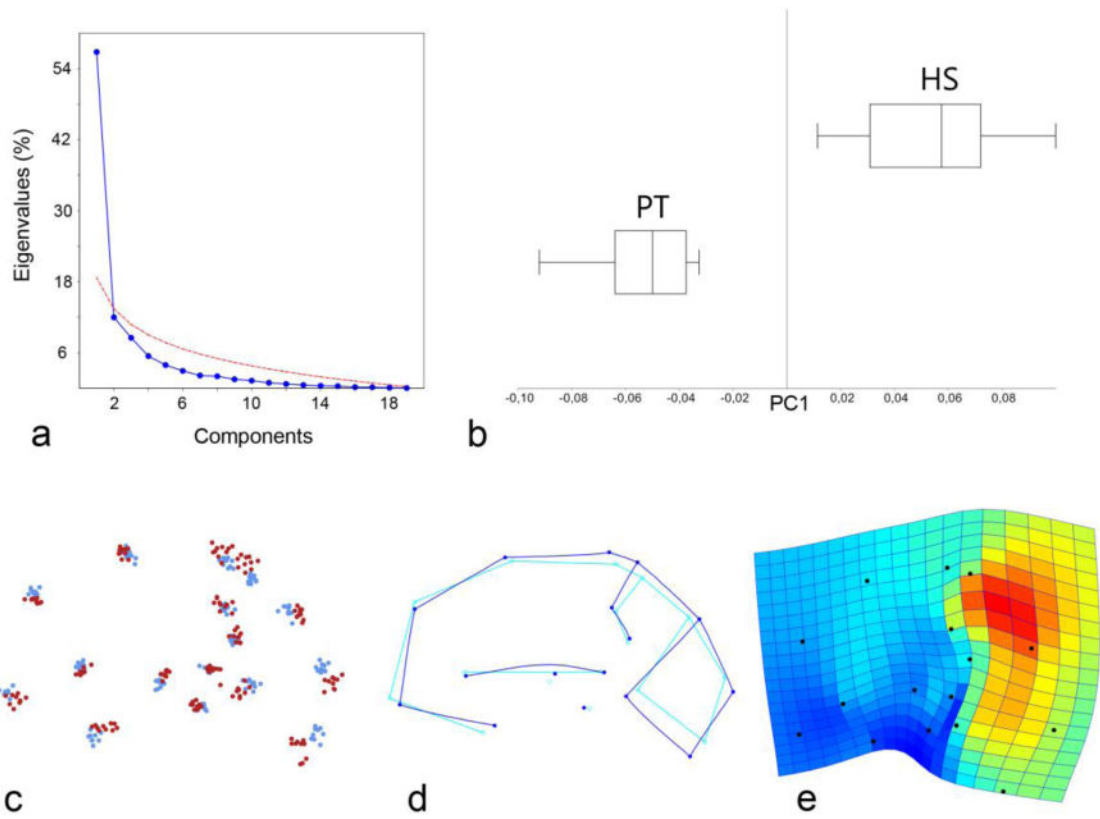 54
42
30
18
6
Eigenvalues (%)
2 6 10 14 18
Components
a
HS
PT
-0,10 -0,08 -0,06 -0,04 -0,02 0,02 0,04 0,06 0,08
PC1
b
c
d
e